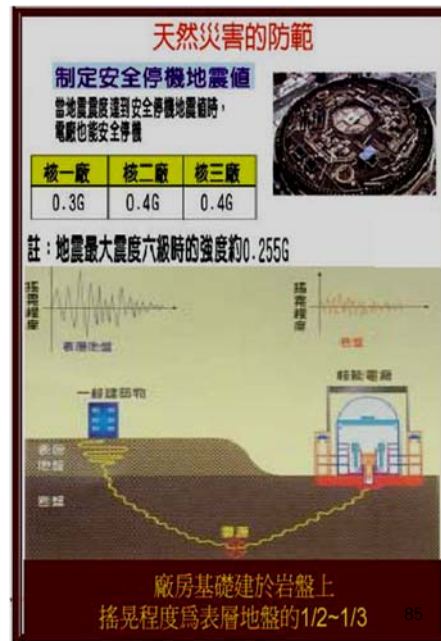 天然災害的防範
制定安全停機地震值
當地震震度達到安全停機地震值時，
電廠也能安全停機
核一廠 核二廠 核三廠
0.3G 0.4G 0.4G
註：地震最大震度六級時的強度約0.255G
搖晃程度
表層地盤
搖晃程度
岩盤
一般建築物
核能電廠
表層
地盤
岩盤
震源
廠房基礎建於岩盤上
搖晃程度為表層地盤的1/2~1/3
85